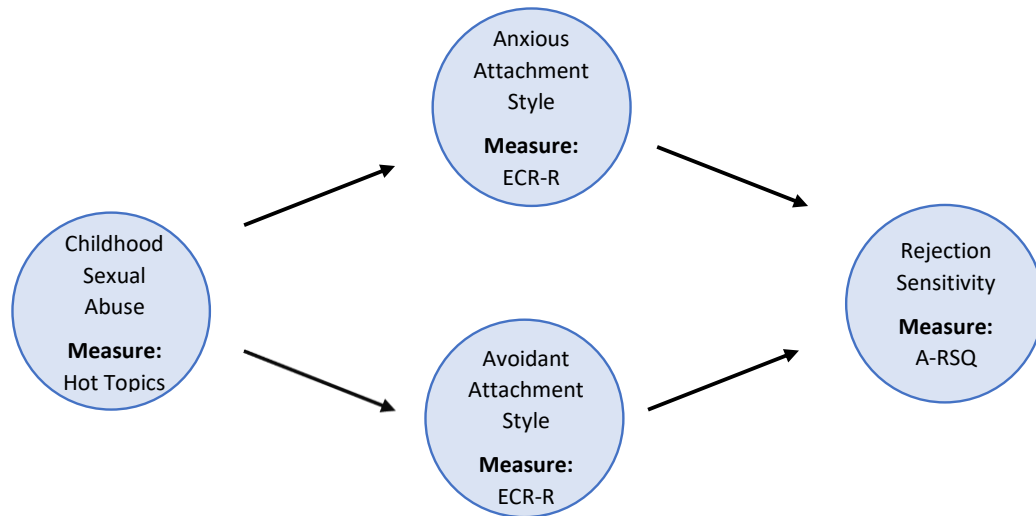 Childhood
Sexual
Abuse
Measure:
Hot Topics
Anxious
Attachment
Style
Measure:
ECR-R
Avoidant
Attachment
Style
Measure:
ECR-R
Rejection
Sensitivity
Measure:
A-RSQ